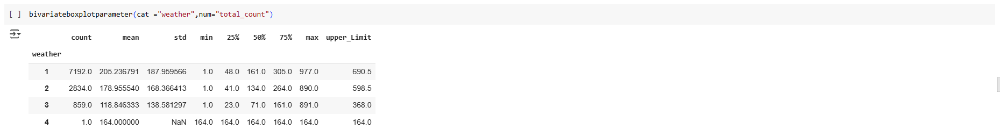 [ ] bivariateboxplotparameter(cat ="weather",num="total_count")
count mean std min 25% 50% 75% max upper_Limit
weather
1 7192.0 205.236791 187.959566 1.0 48.0 161.0 305.0 977.0 690.5
2 2834.0 178.955540 168.366413 1.0 41.0 134.0 264.0 890.0 598.5
3 859.0 118.846333 138.581297 1.0 23.0 71.0 161.0 891.0 368.0
4 1.0 164.000000 NaN 164.0 164.0 164.0 164.0 164.0 164.0